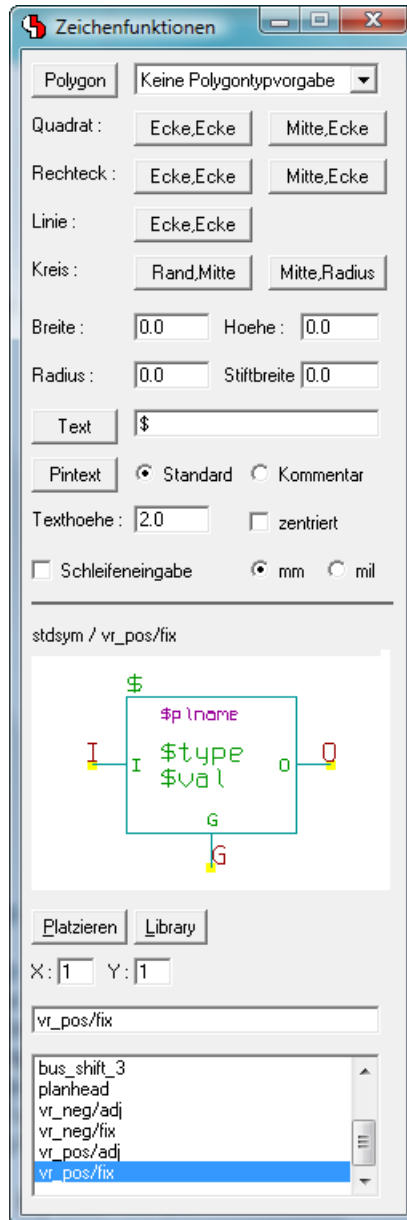 Zeichenfunktionen
Polygon Keine Polygontypvorgabe
Quadrat : Ecke,Ecke Mitte,Ecke
Rechteck : Ecke,Ecke Mitte,Ecke
Linie : Ecke,Ecke
Kreis : Rand,Mitte Mitte,Radius
Breite : 0.0 Hoehe : 0.0
Radius : 0.0 Stiftbreite 0.0
Text $
Pintext Standard Kommentar
Texthoehe : 2.0 zentriert
Schleifeneingabe mm mil
stdsym / vr_pos/fix
$
$plname
I I $type O O
$val
G
G
Platzieren Library
X : 1 Y : 1
vr_pos/fix
bus_shift_3
planhead
vr_neg/adj
vr_neg/fix
vr_pos/adj
vr_pos/fix